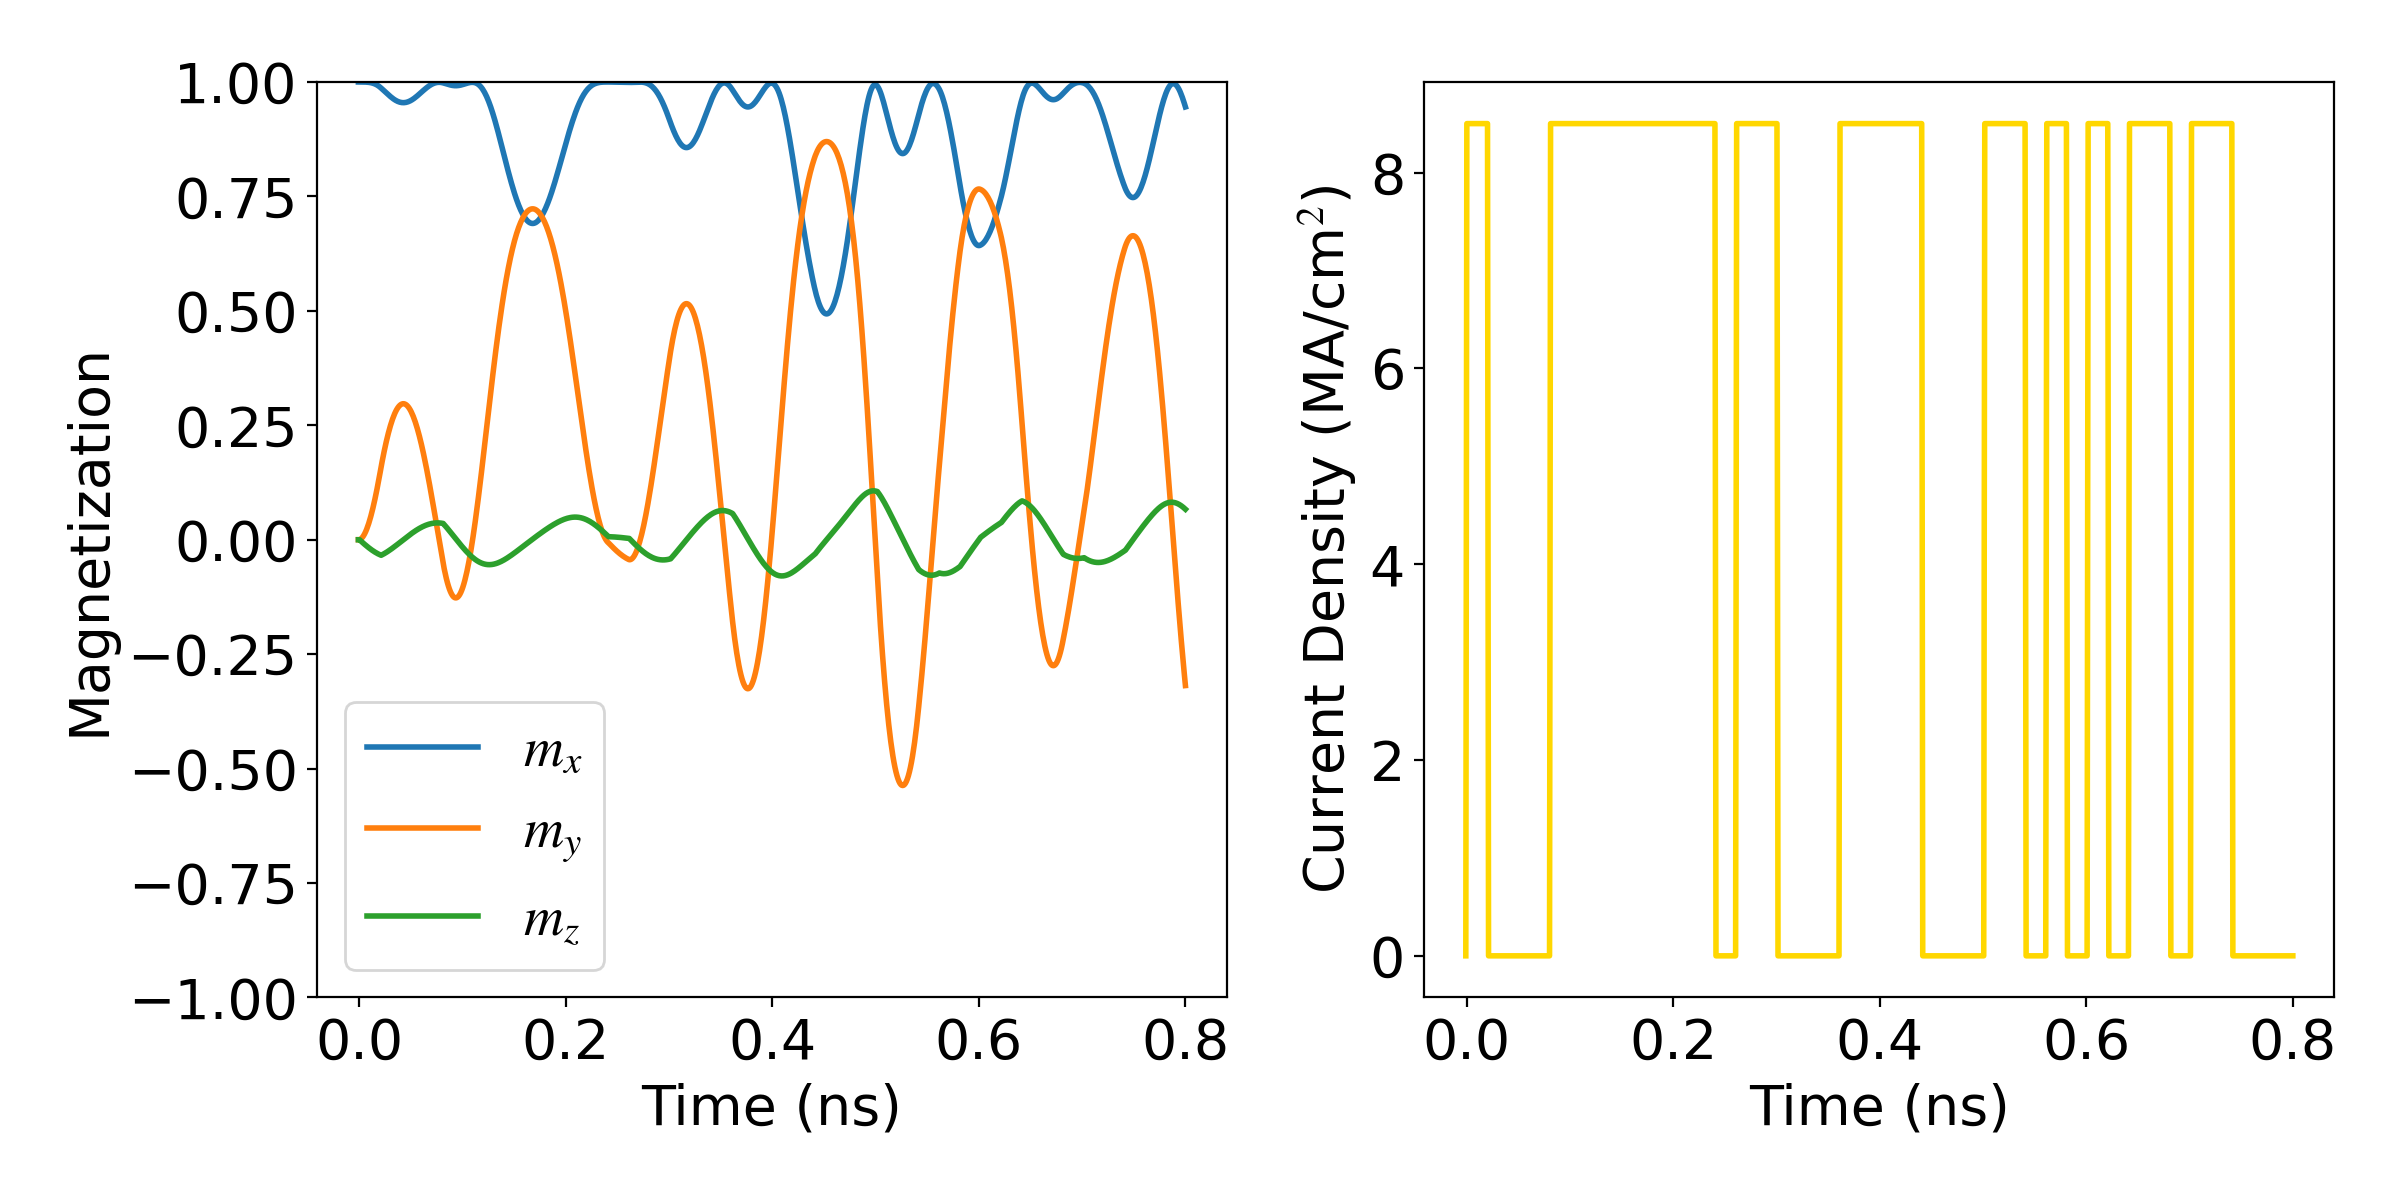 1.00
0.75
0.50
0.25
0.00
−0.25
−0.50
−0.75
−1.00
Magnetization
m_x
m_y
m_z
0.0 0.2 0.4 0.6 0.8
Time (ns)
8
6
4
2
0
Current Density (MA/cm²)
0.0 0.2 0.4 0.6 0.8
Time (ns)